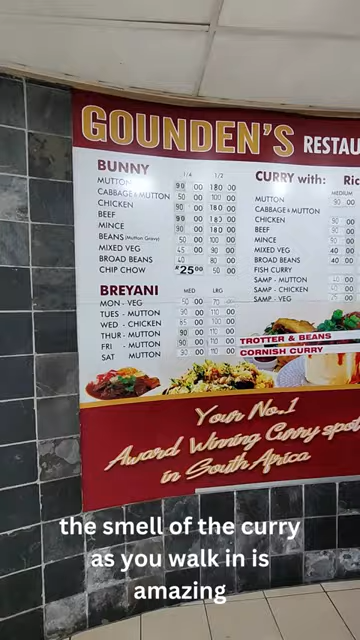 GOUNDEN'S RESTAU
BUNNY 1/4 1/2
MUTTON 90 00 180 00
CABBAGE & MUTTON 50 00 100 00
CHICKEN 90 00 180 00
BEEF 90 00 180 00
MINCE 90 00 180 00
BEANS (Mutton Gravy) 50 00 100 00
MIXED VEG 45 00 90 00
BROAD BEANS 40 00 80 00
CHIP CHOW 25 00 50 00
BREYANI MED LRG
MON - VEG 50 00 70
TUES - MUTTON 90 00 110 00
WED - CHICKEN 85 00 100 00
THUR - MUTTON 90 00 110 00
FRI - MUTTON 90 00 110 00
SAT MUTTON 90 00 110 00
CURRY with: Ric
MEDIUM
MUTTON 90 00
CABBAGE & MUTTON
CHICKEN 90 00
BEEF 90 00
MINCE 90 00
MIXED VEG 40 00
BROAD BEANS 40 00
FISH CURRY
SAMP - MUTTON
SAMP - CHICKEN
SAMP - VEG
TROTTER & BEANS
CORNISH CURRY
Your No.1
Award Winning Curry spot
in South Africa
the smell of the curry
as you walk in is
amazing